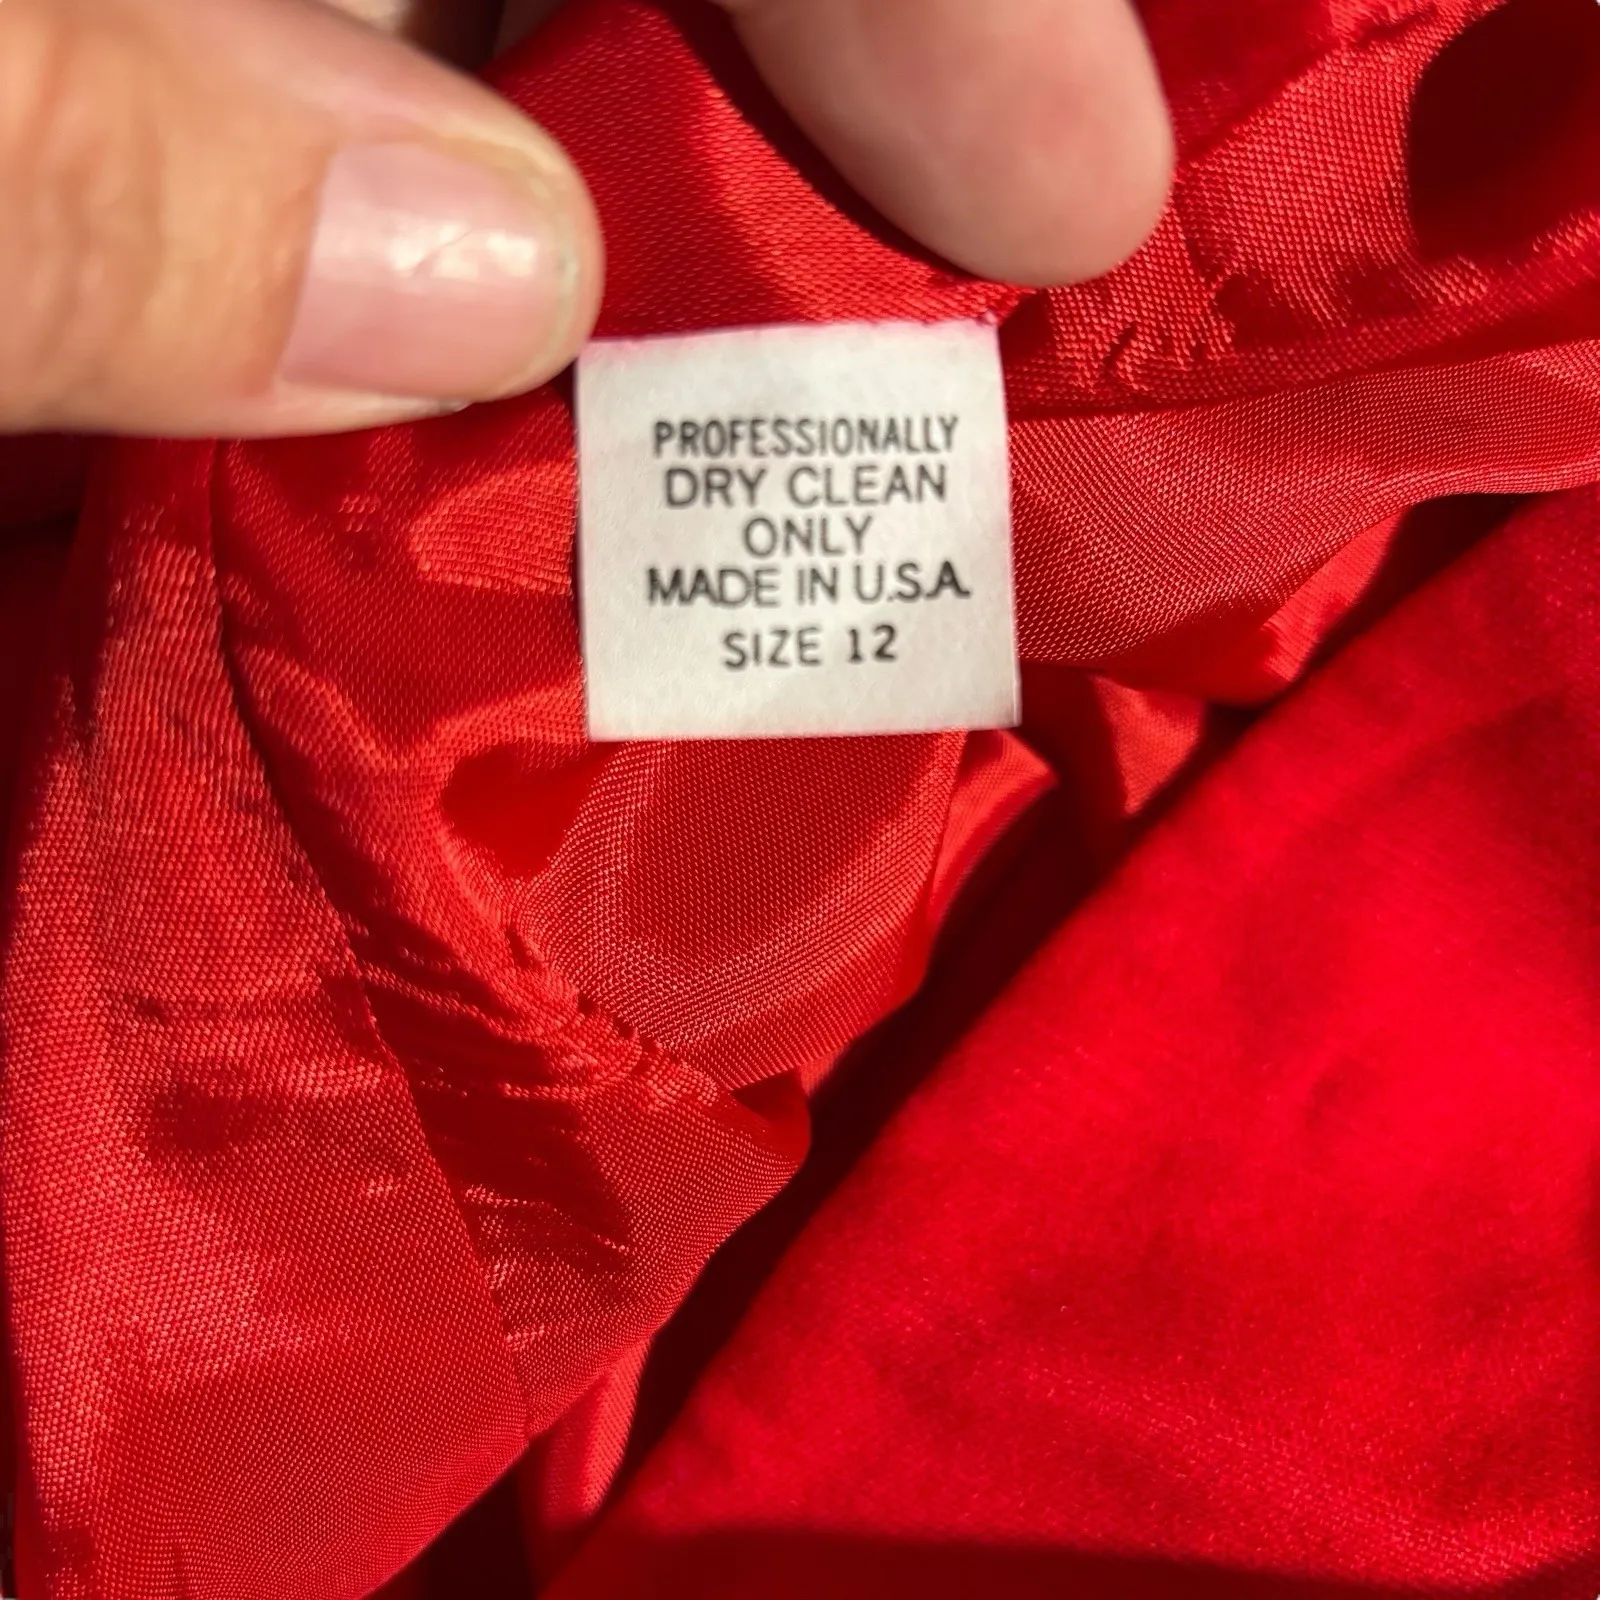 PROFESSIONALLY
DRY CLEAN
ONLY
MADE IN U.S.A.
SIZE 12